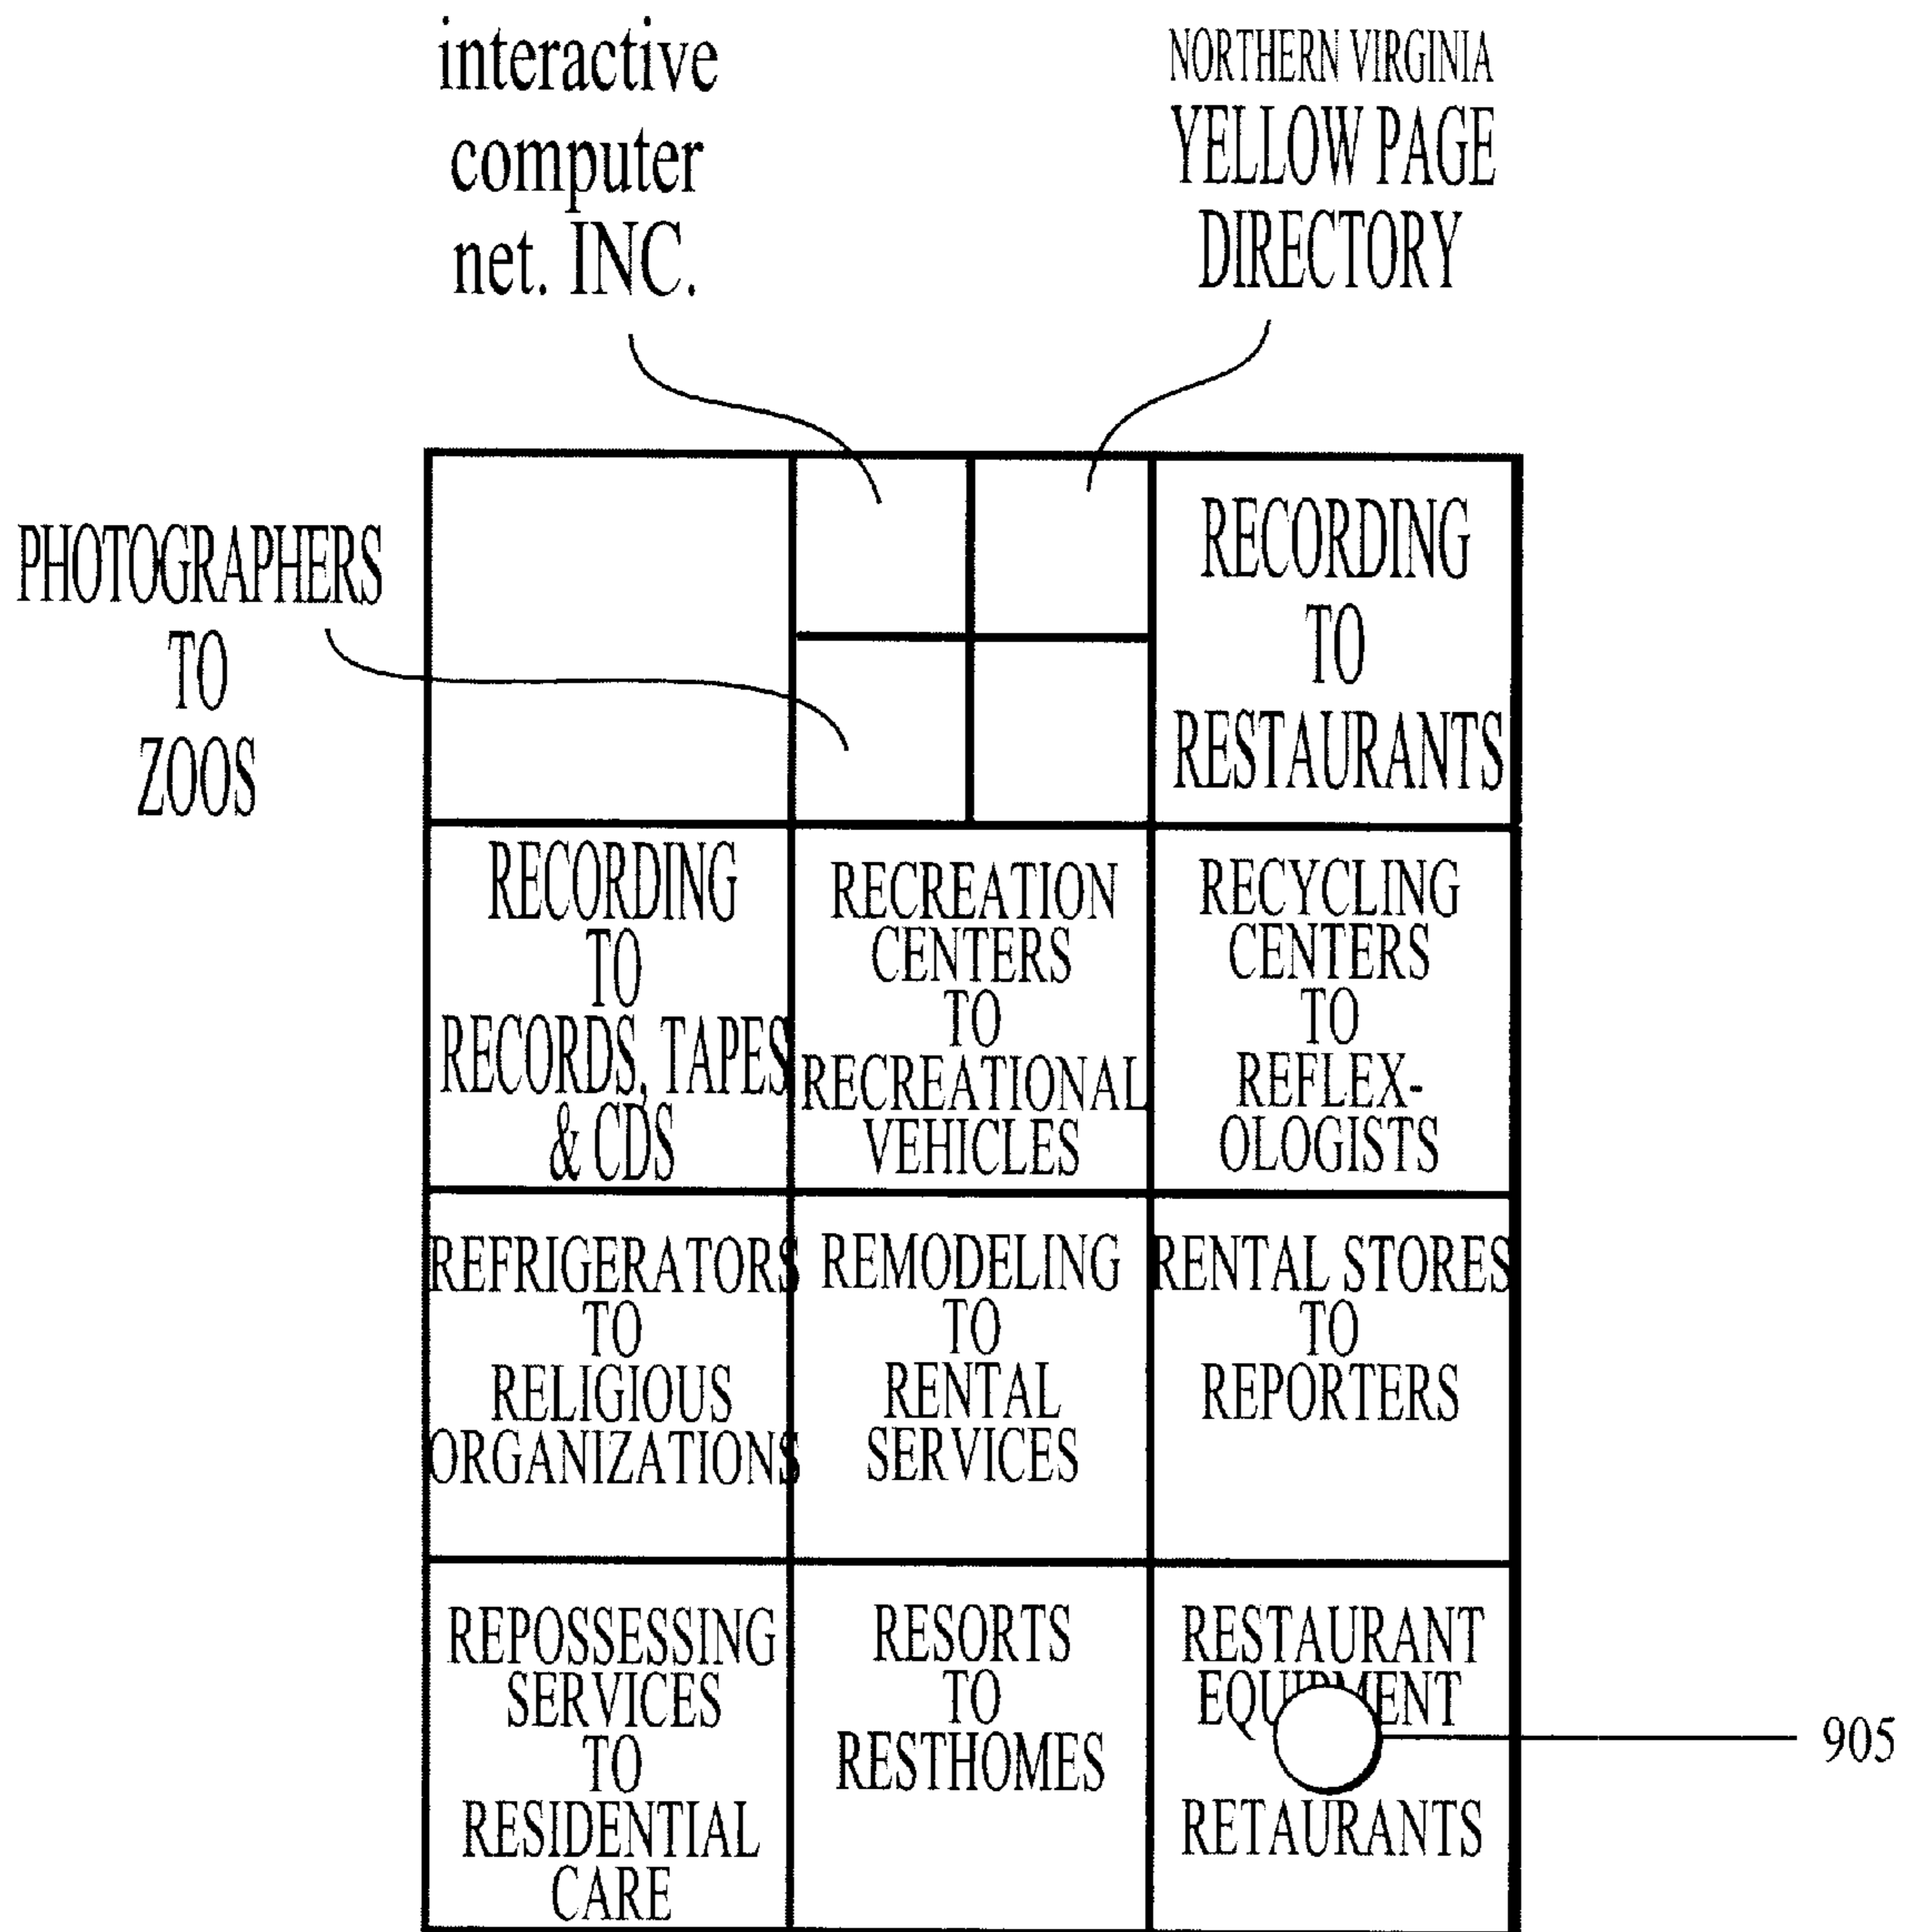 interactive
computer
net. INC.
NORTHERN VIRGINIA
YELLOW PAGE
DIRECTORY
PHOTOGRAPHERS
TO
ZOOS
RECORDING
TO
RESTAURANTS
RECORDING
TO
RECORDS, TAPES
& CDS
RECREATION
CENTERS
TO
RECREATIONAL
VEHICLES
RECYCLING
CENTERS
TO
REFLEX-
OLOGISTS
REFRIGERATORS
TO
RELIGIOUS
ORGANIZATIONS
REMODELING
TO
RENTAL
SERVICES
RENTAL STORES
TO
REPORTERS
REPOSSESSING
SERVICES
TO
RESIDENTIAL
CARE
RESORTS
TO
RESTHOMES
RESTAURANT
EQUIPMENT
RETAURANTS
905